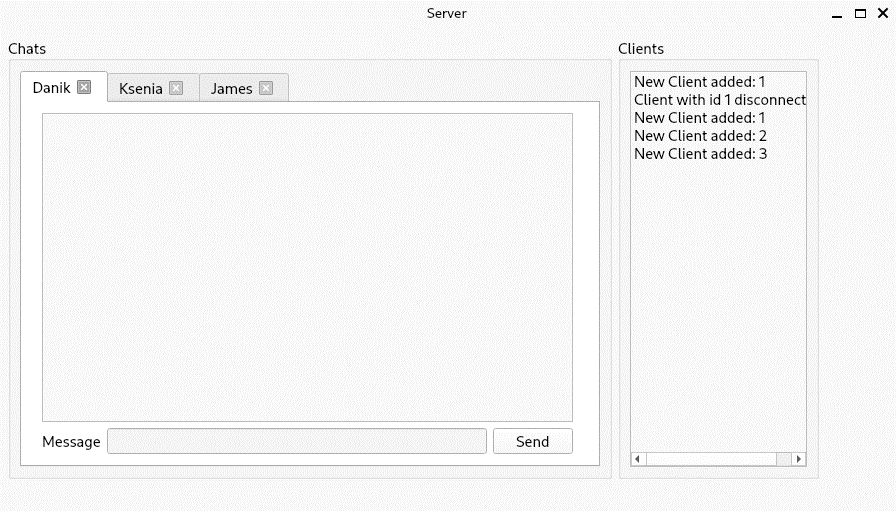 Server
Chats
Clients
Danik
Ksenia
James
New Client added: 1
Client with id 1 disconnect
New Client added: 1
New Client added: 2
New Client added: 3
Message
Send